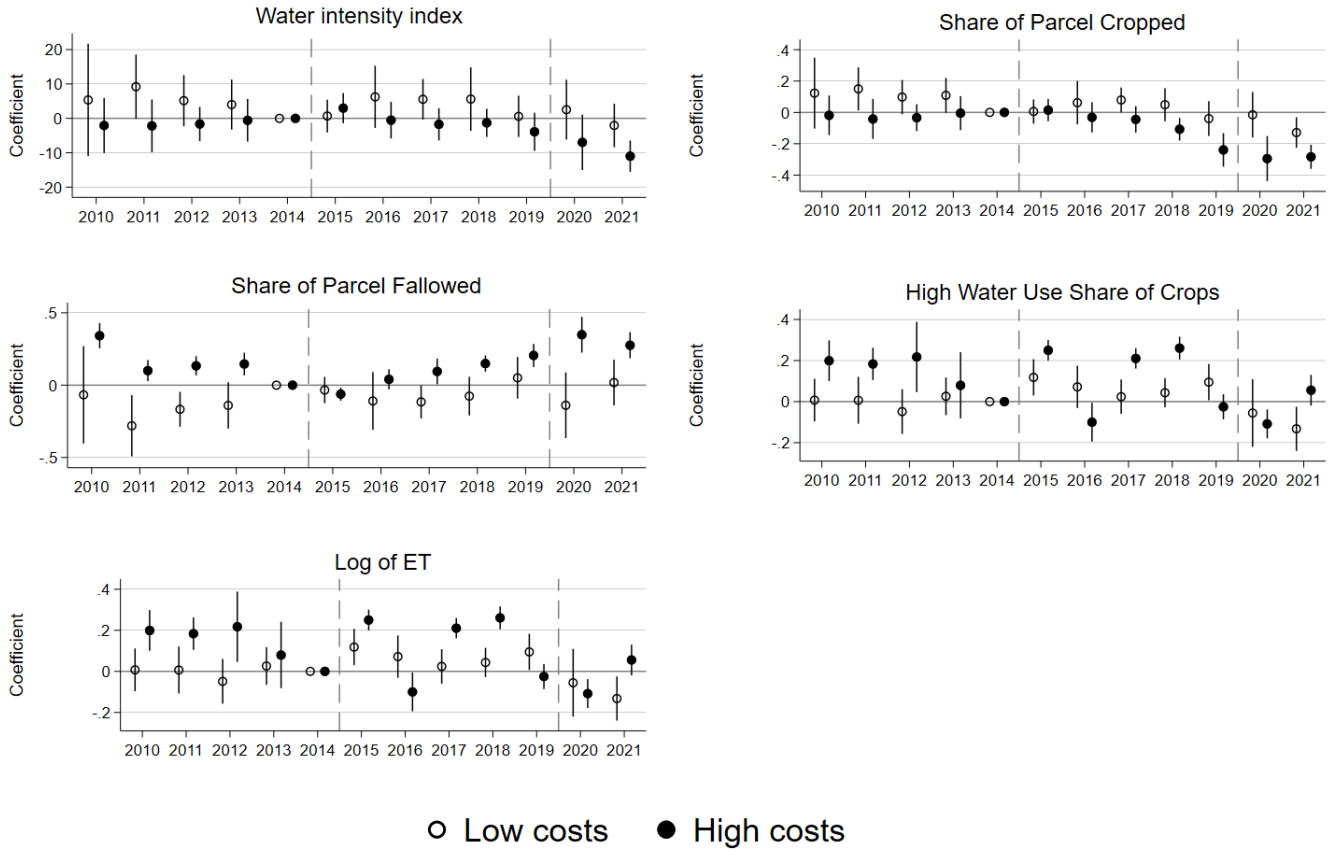 Water intensity index
Coefficient
20
10
0
-10
-20
2010 2011 2012 2013 2014 2015 2016 2017 2018 2019 2020 2021
Share of Parcel Cropped
Coefficient
.4
.2
0
-.2
-.4
2010 2011 2012 2013 2014 2015 2016 2017 2018 2019 2020 2021
Share of Parcel Fallowed
Coefficient
.5
0
-.5
2010 2011 2012 2013 2014 2015 2016 2017 2018 2019 2020 2021
High Water Use Share of Crops
Coefficient
.4
.2
0
-.2
2010 2011 2012 2013 2014 2015 2016 2017 2018 2019 2020 2021
Log of ET
Coefficient
.4
.2
0
-.2
2010 2011 2012 2013 2014 2015 2016 2017 2018 2019 2020 2021
Low costs High costs